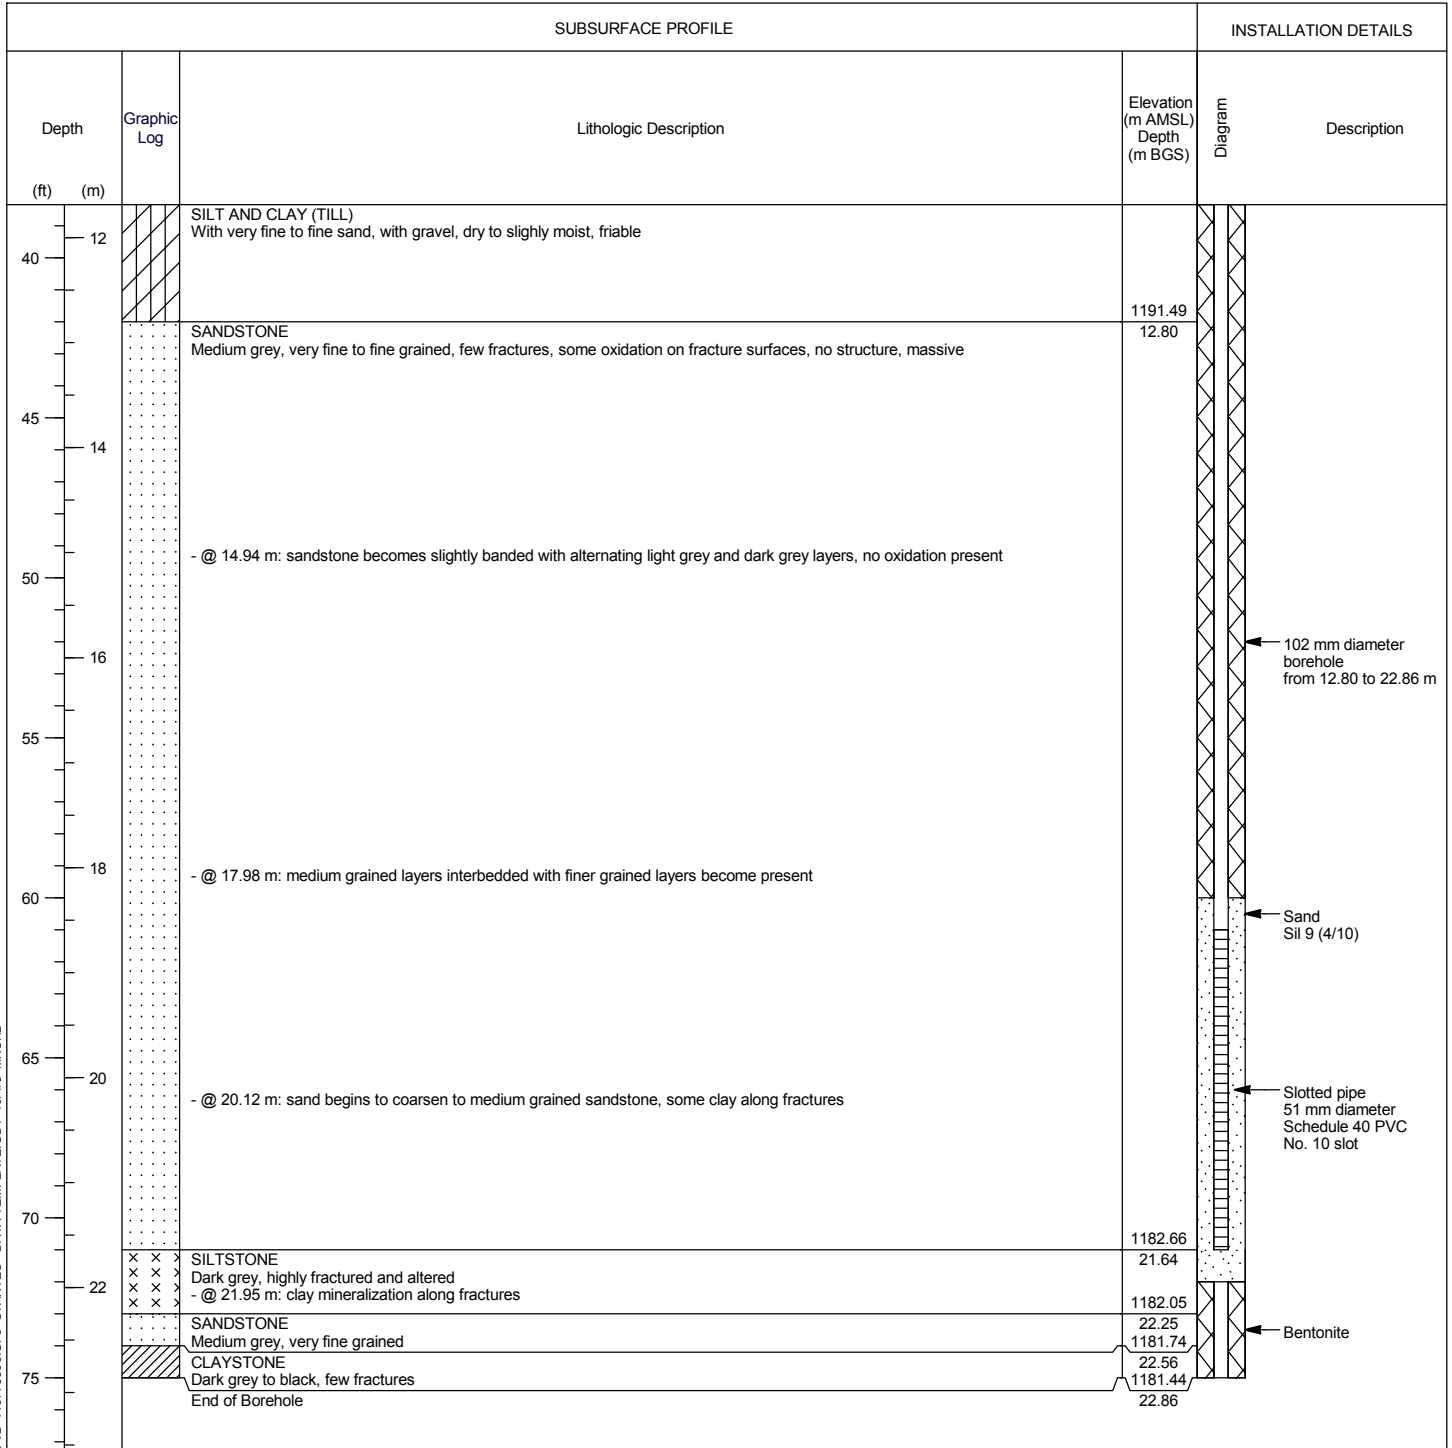 SUBSURFACE PROFILE
INSTALLATION DETAILS
Depth
(ft) (m)
Graphic
Log
Lithologic Description
Elevation
(m AMSL)
Depth
(m BGS)
Diagram
Description
SILT AND CLAY (TILL)
With very fine to fine sand, with gravel, dry to slighly moist, friable
12
40
1191.49
SANDSTONE
12.80
Medium grey, very fine to fine grained, few fractures, some oxidation on fracture surfaces, no structure, massive
45
14
- @ 14.94 m: sandstone becomes slightly banded with alternating light grey and dark grey layers, no oxidation present
50
16
102 mm diameter
borehole
from 12.80 to 22.86 m
55
18
- @ 17.98 m: medium grained layers interbedded with finer grained layers become present
60
Sand
Sil 9 (4/10)
65
20
- @ 20.12 m: sand begins to coarsen to medium grained sandstone, some clay along fractures
Slotted pipe
51 mm diameter
Schedule 40 PVC
No. 10 slot
70
1182.66
SILTSTONE
21.64
Dark grey, highly fractured and altered
22
- @ 21.95 m: clay mineralization along fractures
1182.05
SANDSTONE
22.25
Medium grey, very fine grained
1181.74
Bentonite
CLAYSTONE
22.56
75
Dark grey to black, few fractures
1181.44
End of Borehole
22.86